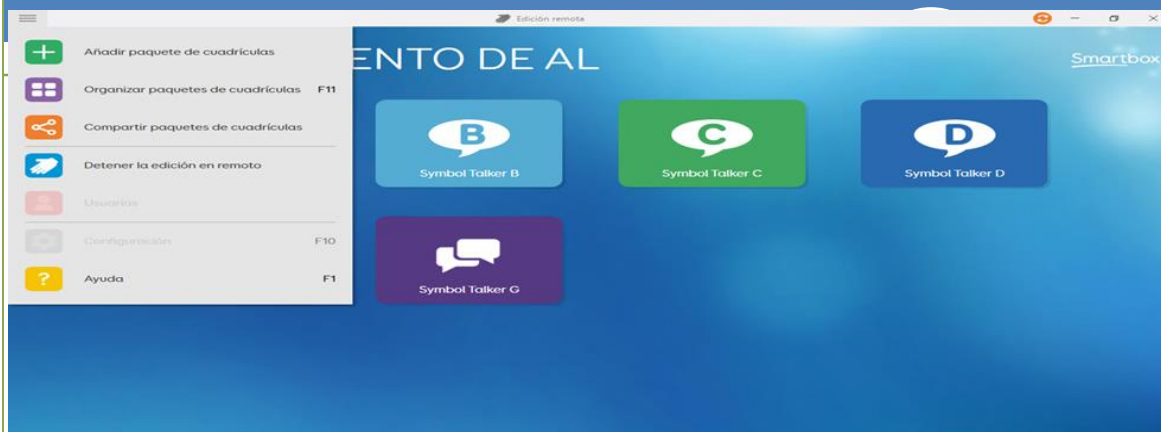 Edición remota
Añadir paquete de cuadrículas
Organizar paquetes de cuadrículas F11
Compartir paquetes de cuadrículas
Detener la edición en remoto
Usuarios
Configuración F10
Ayuda F1
ENTO DE AL
Smartbox
B
Symbol Talker B
C
Symbol Talker C
D
Symbol Talker D
Symbol Talker G